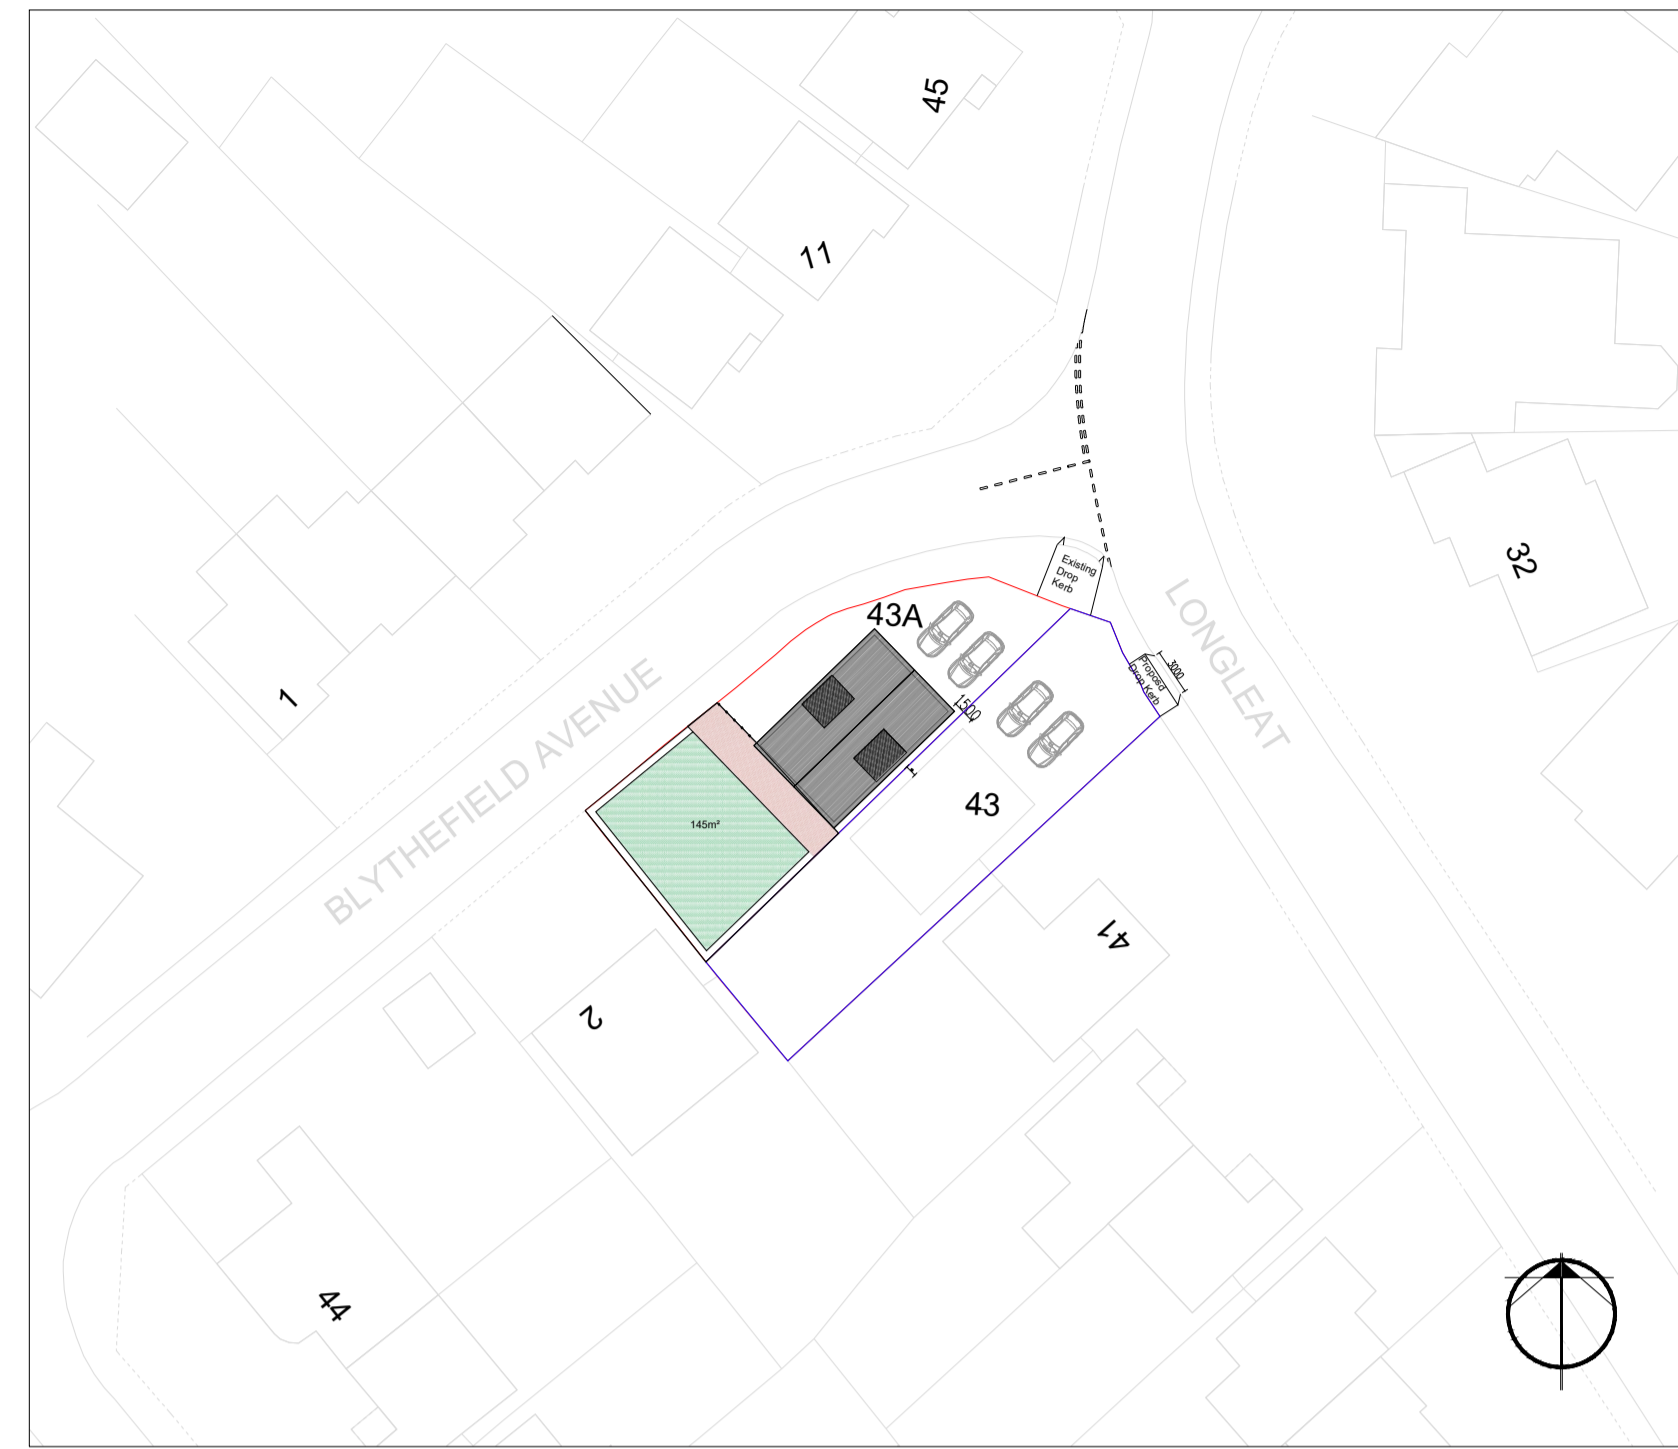 45
11
Existing
Drop
Kerb
32
43A
LONGLEAT
3000
Proposd
Drop Kerb
1
BLYTHEFIELD AVENUE
1500
43
145m²
41
2
44